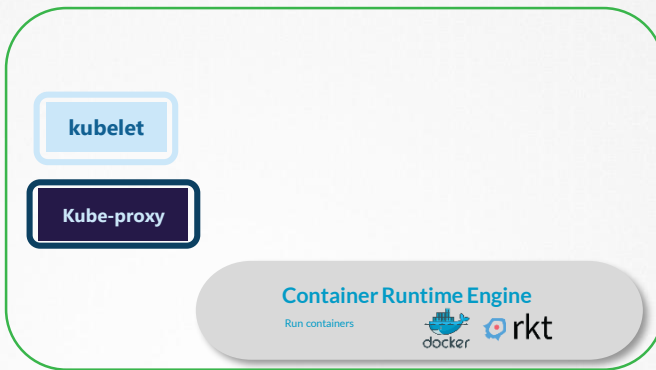 kubelet
Kube-proxy
Container Runtime Engine
Run containers
docker
rkt